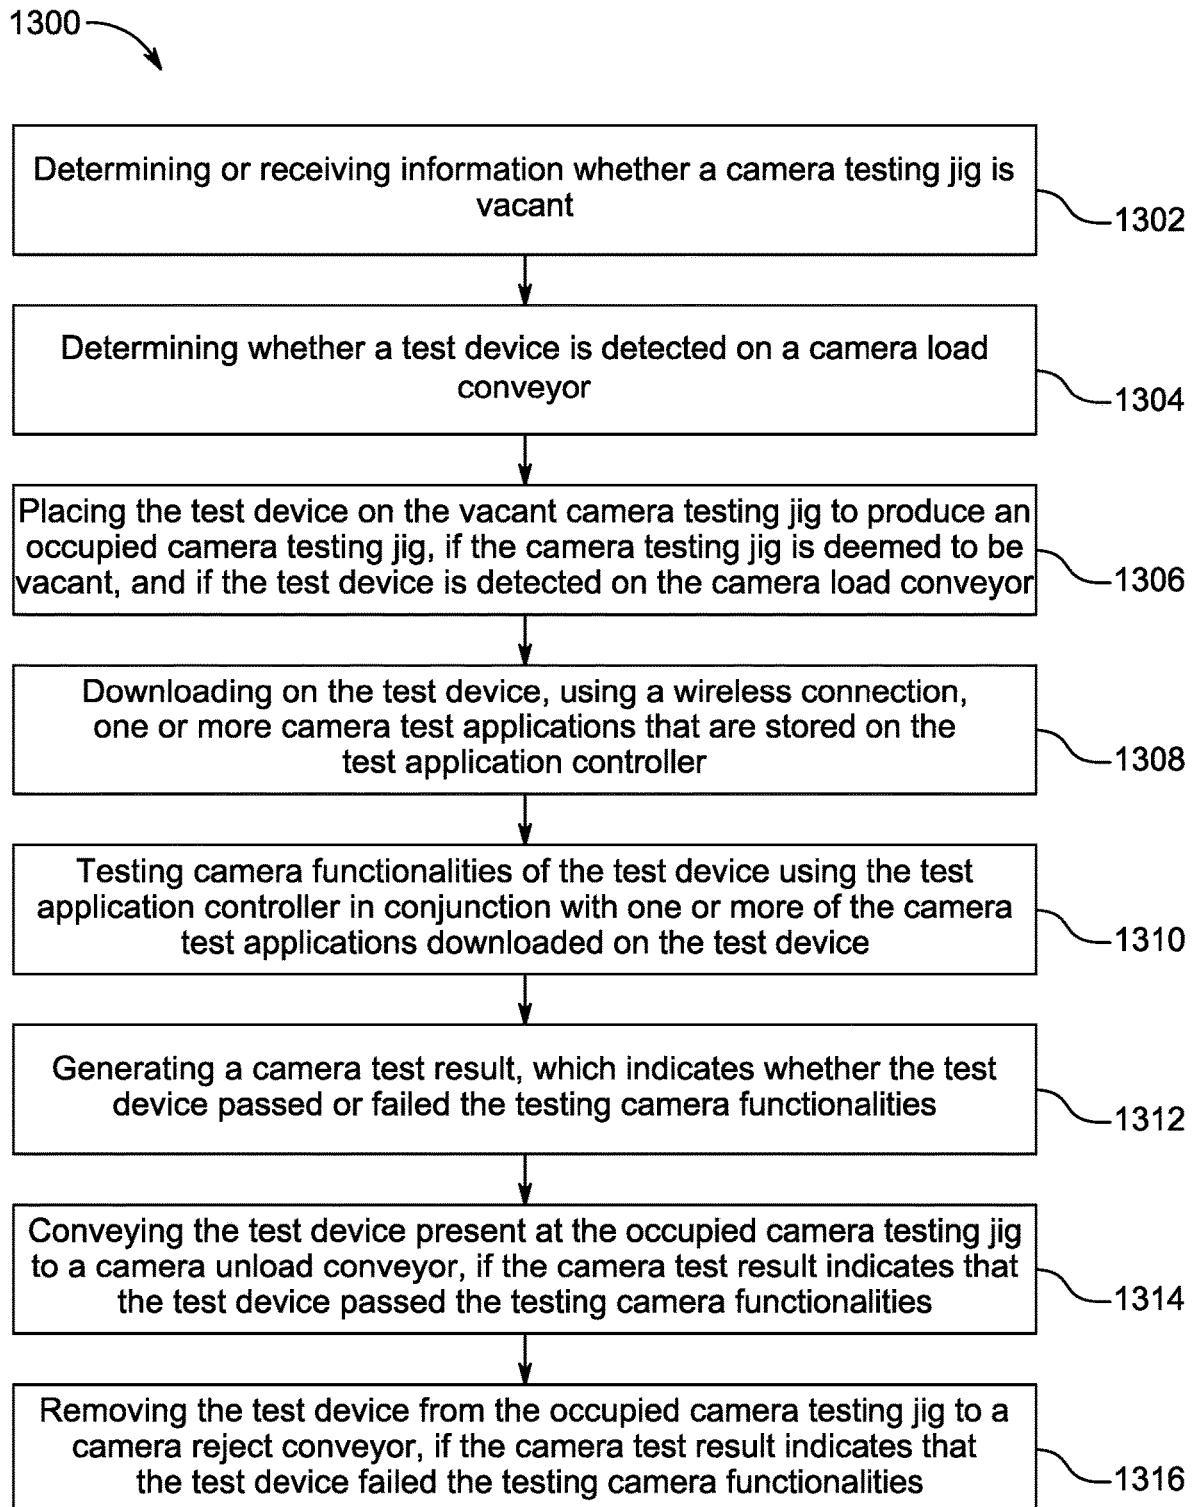 1300
Determining or receiving information whether a camera testing jig is
vacant
1302
Determining whether a test device is detected on a camera load
conveyor
1304
Placing the test device on the vacant camera testing jig to produce an
occupied camera testing jig, if the camera testing jig is deemed to be
vacant, and if the test device is detected on the camera load conveyor
1306
Downloading on the test device, using a wireless connection,
one or more camera test applications that are stored on the
test application controller
1308
Testing camera functionalities of the test device using the test
application controller in conjunction with one or more of the camera
test applications downloaded on the test device
1310
Generating a camera test result, which indicates whether the test
device passed or failed the testing camera functionalities
1312
Conveying the test device present at the occupied camera testing jig
to a camera unload conveyor, if the camera test result indicates that
the test device passed the testing camera functionalities
1314
Removing the test device from the occupied camera testing jig to a
camera reject conveyor, if the camera test result indicates that
the test device failed the testing camera functionalities
1316